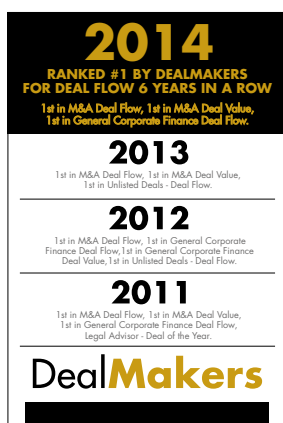 2014
RANKED #1 BY DEALMAKERS
FOR DEAL FLOW 6 YEARS IN A ROW
1st in M&A Deal Flow, 1st in M&A Deal Value,
1st in General Corporate Finance Deal Flow.
2013
1st in M&A Deal Flow, 1st in M&A Deal Value,
1st in Unlisted Deals - Deal Flow.
2012
1st in M&A Deal Flow, 1st in General Corporate
Finance Deal Flow,1st in General Corporate Finance
Deal Value,1st in Unlisted Deals - Deal Flow.
2011
1st in M&A Deal Flow, 1st in M&A Deal Value,
1st in General Corporate Finance Deal Flow,
Legal Advisor - Deal of the Year.
DealMakers